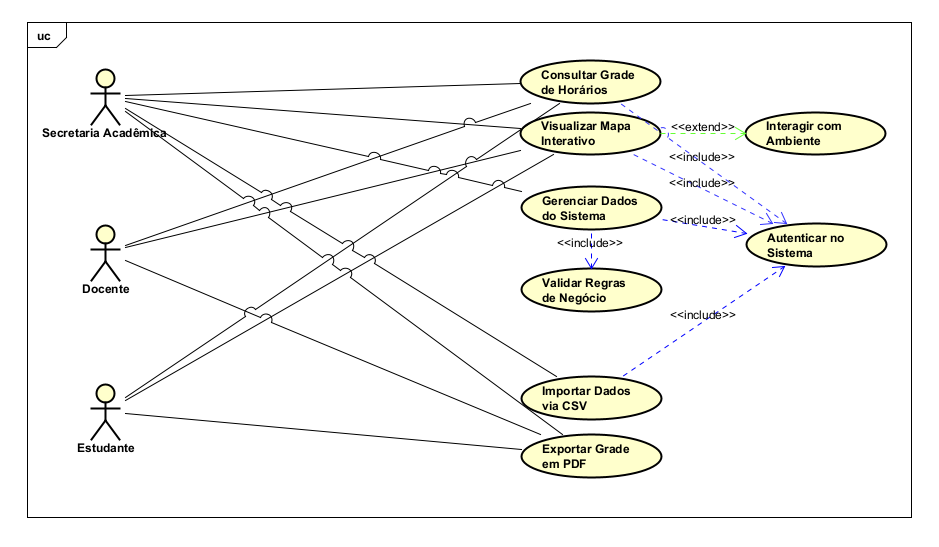 uc
Consultar Grade
de Horários
Secretaria Acadêmica
Visualizar Mapa
Interativo
<<extend>>
Interagir com
Ambiente
<<include>>
<<include>>
Gerenciar Dados
do Sistema
<<include>>
Autenticar no
Sistema
<<include>>
Docente
Validar Regras
de Negócio
<<include>>
Importar Dados
via CSV
Estudante
Exportar Grade
em PDF